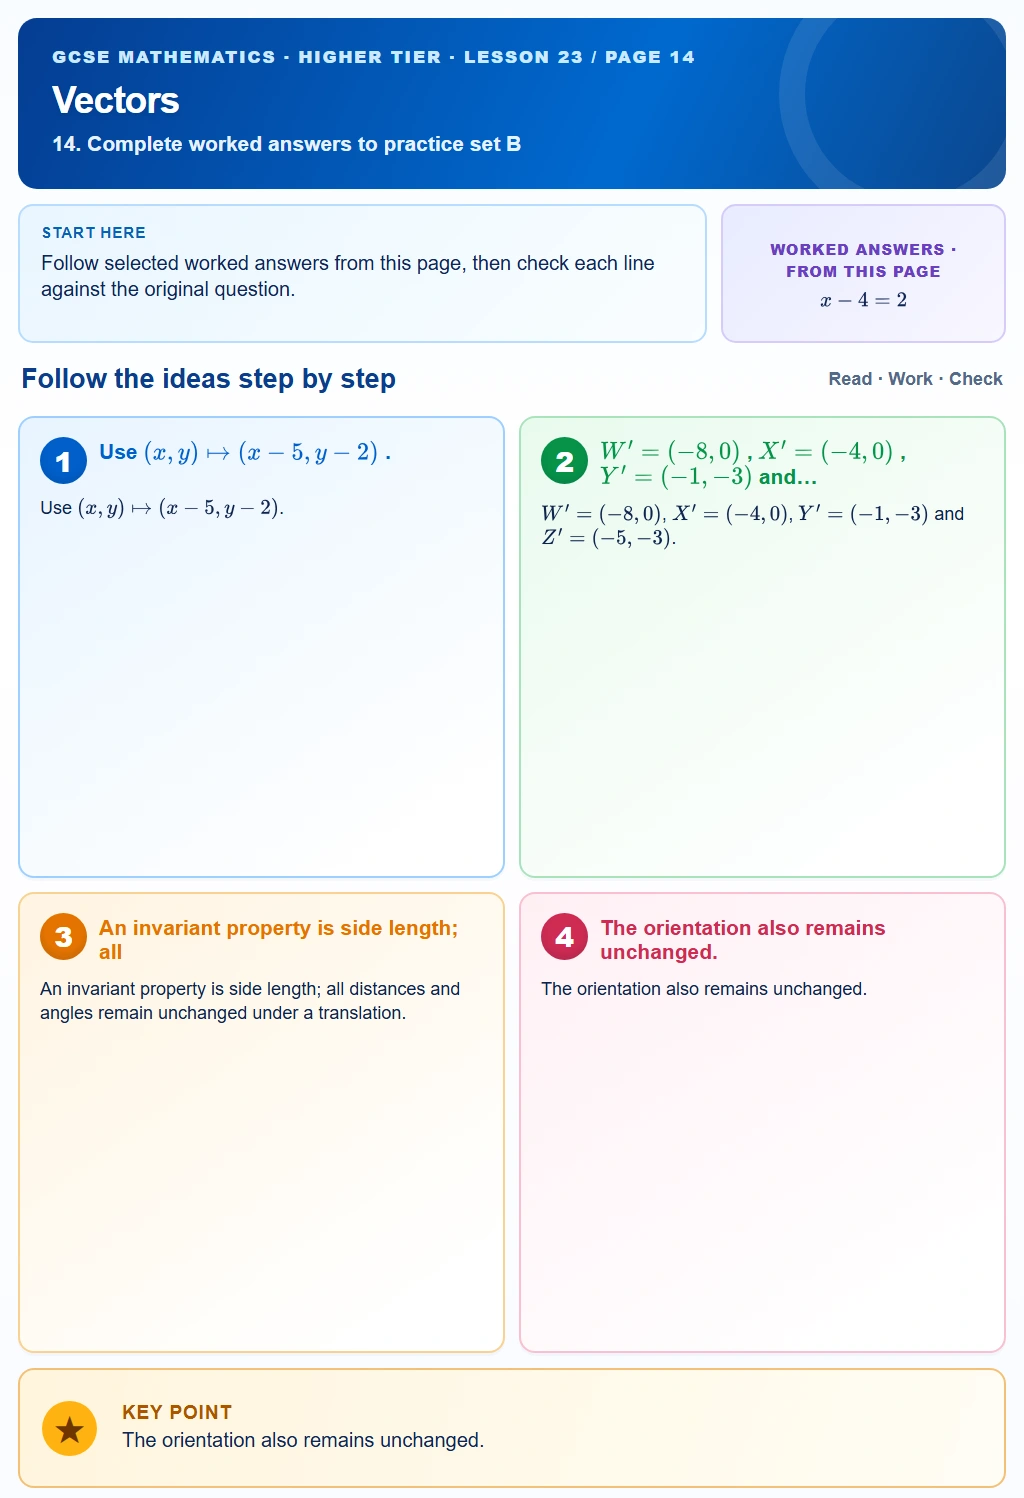 GCSE MATHEMATICS · HIGHER TIER · LESSON 23 / PAGE 14
Vectors
14. Complete worked answers to practice set B
START HERE
Follow selected worked answers from this page, then check each line
against the original question.
WORKED ANSWERS ·
FROM THIS PAGE
x − 4 = 2
Follow the ideas step by step
Read · Work · Check
1
Use (x, y) ↦ (x − 5, y − 2) .
Use (x, y) ↦ (x − 5, y − 2).
2
W′ = (−8, 0) , X′ = (−4, 0) ,
Y′ = (−1, −3) and…
W′ = (−8, 0), X′ = (−4, 0), Y′ = (−1, −3) and
Z′ = (−5, −3).
3
An invariant property is side length;
all
An invariant property is side length; all distances and
angles remain unchanged under a translation.
4
The orientation also remains
unchanged.
The orientation also remains unchanged.
KEY POINT
The orientation also remains unchanged.